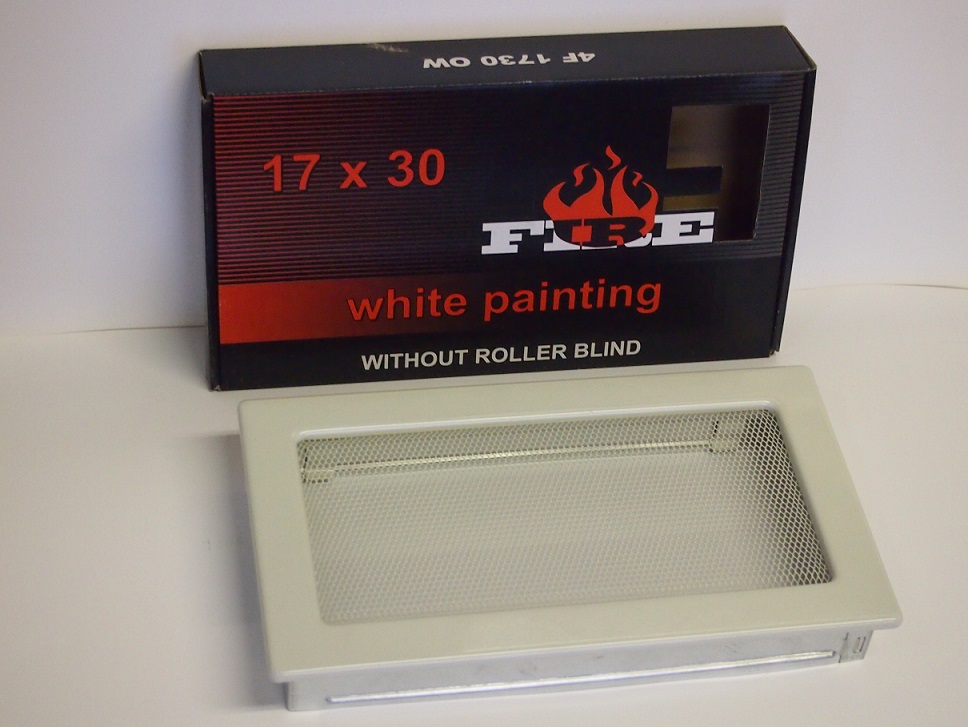 4F 1730 OW
17 x 30
FIRE
white painting
WITHOUT ROLLER BLIND